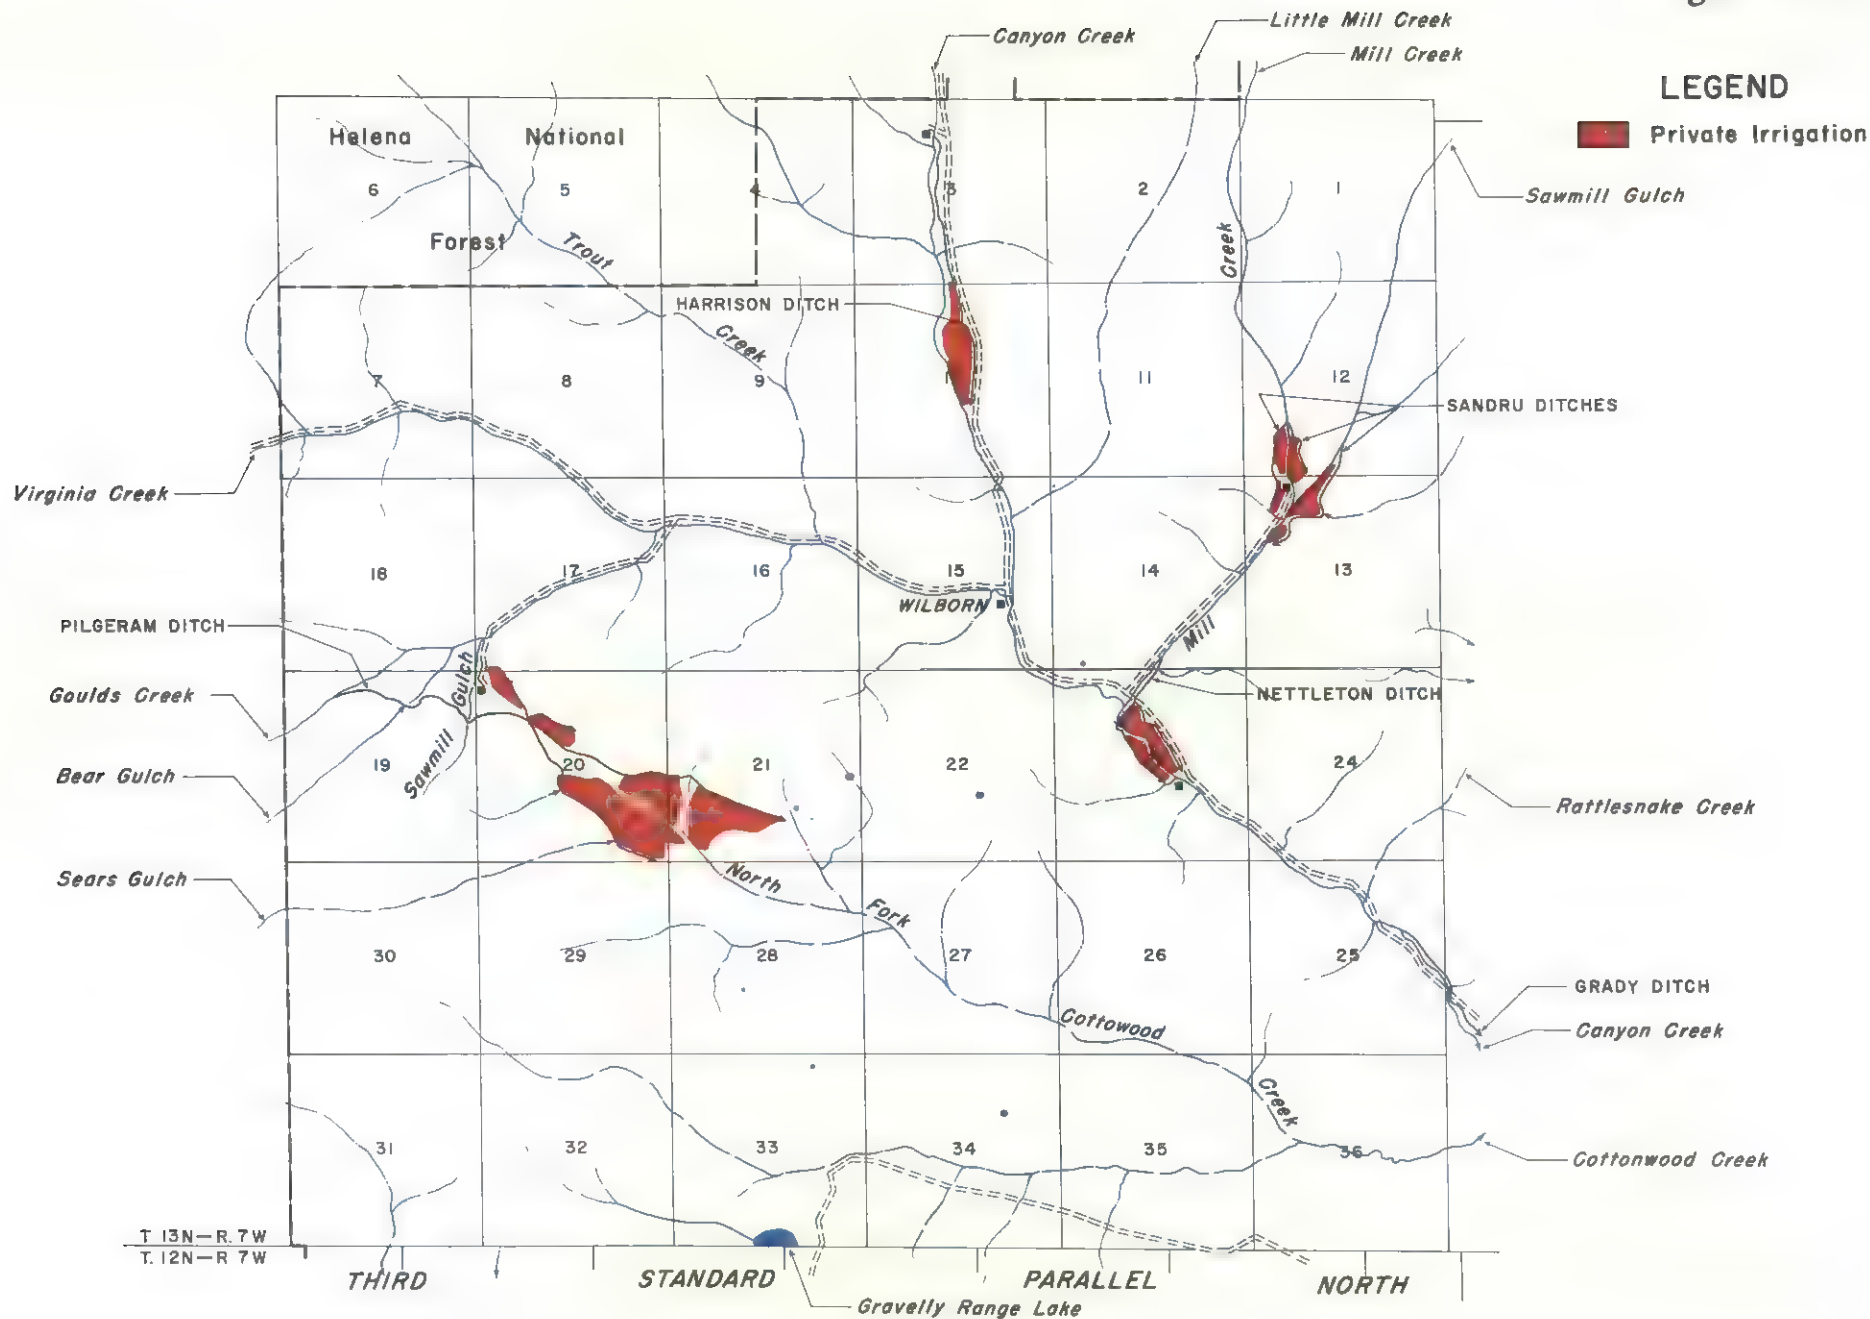 Little Mill Creek
Canyon Creek
Mill Creek
LEGEND
Private Irrigation
Helena National
6 5 4 3 2 1
Sawmill Gulch
Forest
Trout
Creek
HARRISON DITCH
Creek
7 8 9 11 12
SANDRU DITCHES
Virginia Creek
18 17 16 15 14 13
WILBORN
PILGERAM DITCH
Mill
Gulch
Goulds Creek
NETTLETON DITCH
Sawmill
Bear Gulch
19 20 21 22 24
Rattlesnake Creek
Sears Gulch
North
Fork
30 29 28 27 26 25
GRADY DITCH
Cottowood
Canyon Creek
Creek
31 32 33 34 35 36
Cottonwood Creek
T 13N—R. 7W
T. 12N—R 7W
THIRD STANDARD PARALLEL NORTH
Gravelly Range Lake